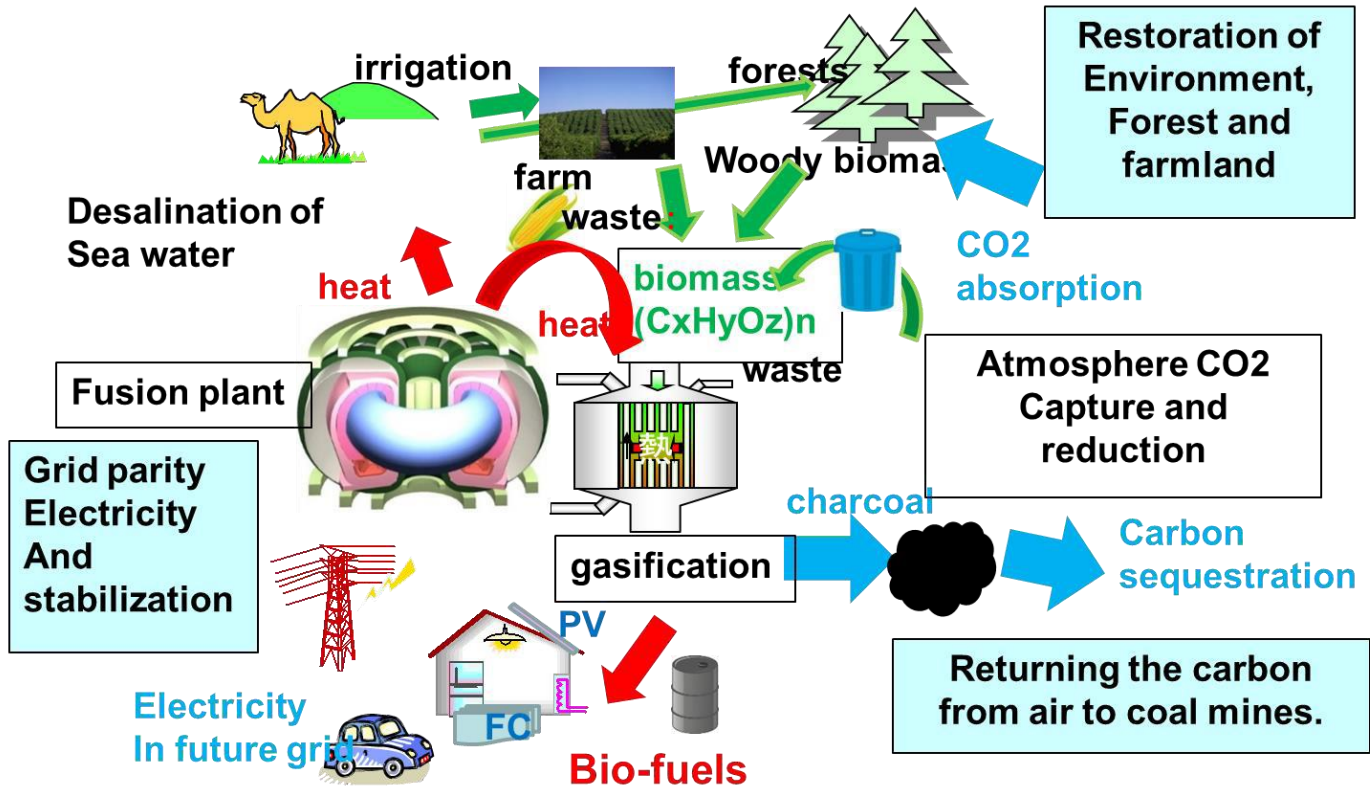 irrigation
forests
Restoration of
Environment,
Forest and
farmland
Woody biomas
farm
waste:
Desalination of
Sea water
CO2
absorption
heat
heat
biomass
(CxHyOz)n
waste
Fusion plant
Atmosphere CO2
Capture and
reduction
熱
Grid parity
Electricity
And
stabilization
charcoal
gasification
Carbon
sequestration
PV
FC
Electricity
In future grid
Bio-fuels
Returning the carbon
from air to coal mines.